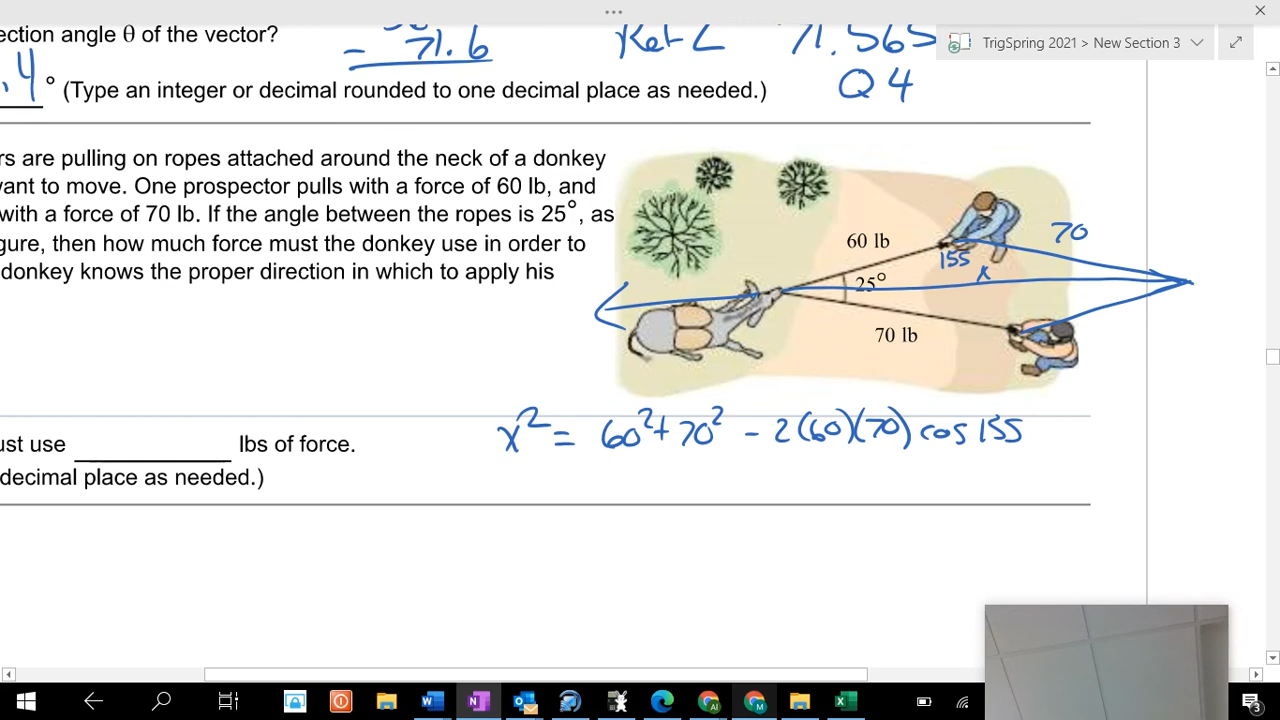 ection angle θ of the vector?
71.6
- 71.6
Ref ∠ 71.565
TrigSpring 2021 > New Section 3
.4° (Type an integer or decimal rounded to one decimal place as needed.)
Q 4
rs are pulling on ropes attached around the neck of a donkey
vant to move. One prospector pulls with a force of 60 lb, and
with a force of 70 lb. If the angle between the ropes is 25°, as
gure, then how much force must the donkey use in order to
donkey knows the proper direction in which to apply his
60 lb
70
155
x
25°
70 lb
x² = 60² + 70² - 2(60)(70) cos 155
ust use __________ lbs of force.
decimal place as needed.)